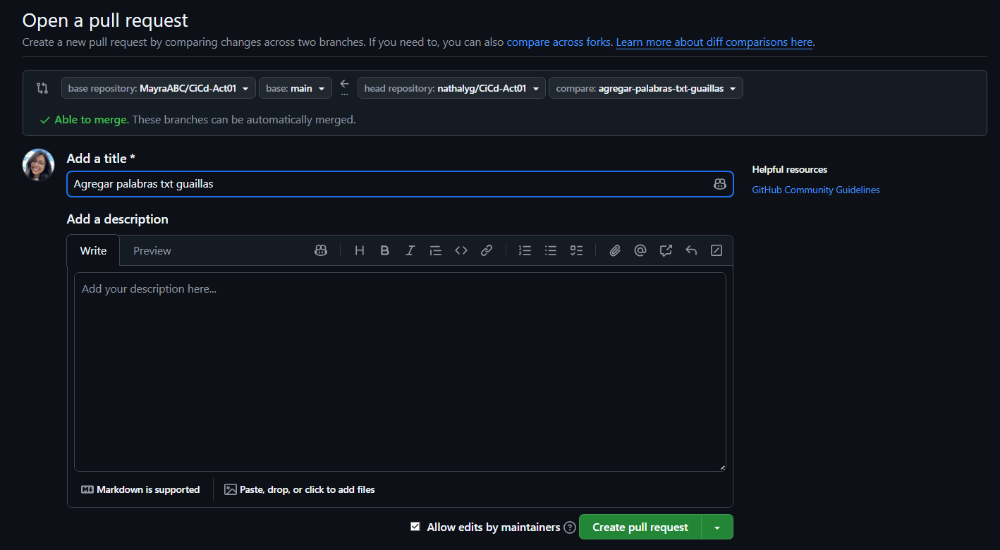 Open a pull request
Create a new pull request by comparing changes across two branches. If you need to, you can also compare across forks. Learn more about diff comparisons here.
base repository: MayraABC/CiCd-Act01 base: main ... head repository: nathalyg/CiCd-Act01 compare: agregar-palabras-txt-guaillas
Able to merge. These branches can be automatically merged.
Add a title *
Helpful resources
Agregar palabras txt guaillas
GitHub Community Guidelines
Add a description
Write Preview
Add your description here...
Markdown is supported Paste, drop, or click to add files
Allow edits by maintainers ? Create pull request